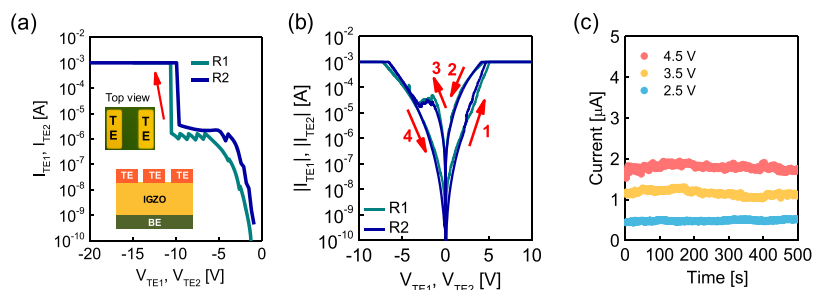 (a)
I_TE1, I_TE2 [A]
10^-2
10^-3
10^-4
10^-5
10^-6
10^-7
10^-8
10^-9
10^-10
R1
R2
Top view
TE
TE
TE TE TE
IGZO
BE
-20 -15 -10 -5 0
V_TE1, V_TE2 [V]
(b)
|I_TE1|, |I_TE2| [A]
10^-2
10^-3
10^-4
10^-5
10^-6
10^-7
10^-8
10^-9
10^-10
3 2
4 1
R1
R2
-10 -5 0 5 10
V_TE1, V_TE2 [V]
(c)
Current [µA]
5
4
3
2
1
0
4.5 V
3.5 V
2.5 V
0 100 200 300 400 500
Time [s]